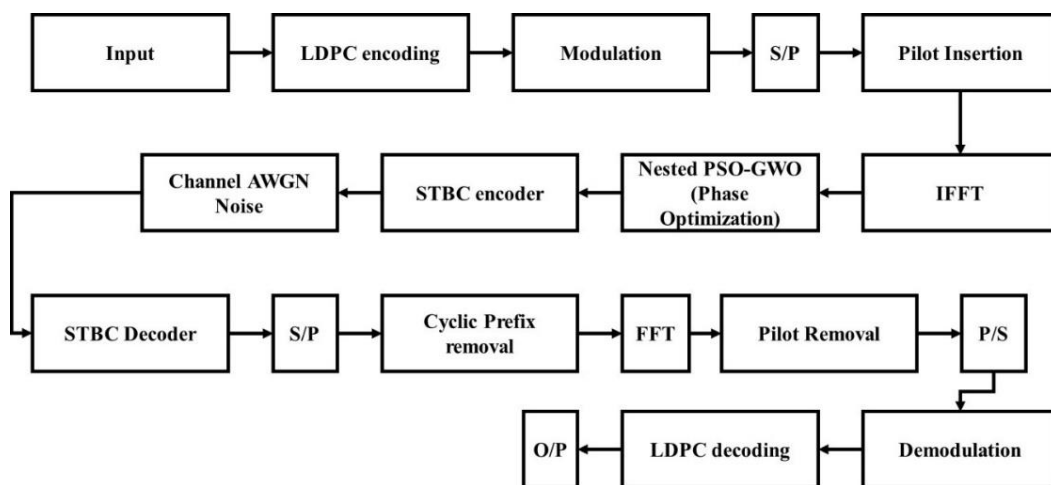 Input
LDPC encoding
Modulation
S/P
Pilot Insertion
IFFT
Nested PSO-GWO
(Phase
Optimization)
STBC encoder
Channel AWGN
Noise
STBC Decoder
S/P
Cyclic Prefix
removal
FFT
Pilot Removal
P/S
Demodulation
LDPC decoding
O/P